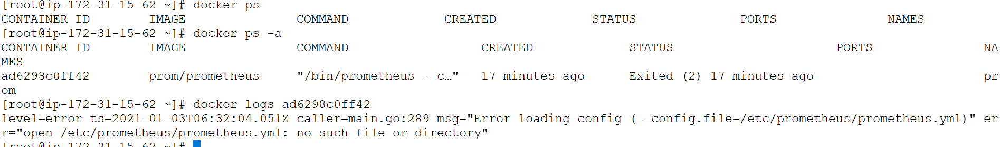 [root@ip-172-31-15-62 ~]# docker ps
CONTAINER ID        IMAGE               COMMAND             CREATED             STATUS              PORTS               NAMES
[root@ip-172-31-15-62 ~]# docker ps -a
CONTAINER ID        IMAGE               COMMAND                  CREATED             STATUS                      PORTS               NA
MES
ad6298c0ff42        prom/prometheus     "/bin/prometheus --c…"   17 minutes ago      Exited (2) 17 minutes ago                       pr
om
[root@ip-172-31-15-62 ~]# docker logs ad6298c0ff42
level=error ts=2021-01-03T06:32:04.051Z caller=main.go:289 msg="Error loading config (--config.file=/etc/prometheus/prometheus.yml)" er
r="open /etc/prometheus/prometheus.yml: no such file or directory"
[root@ip-172-31-15-62 ~]#